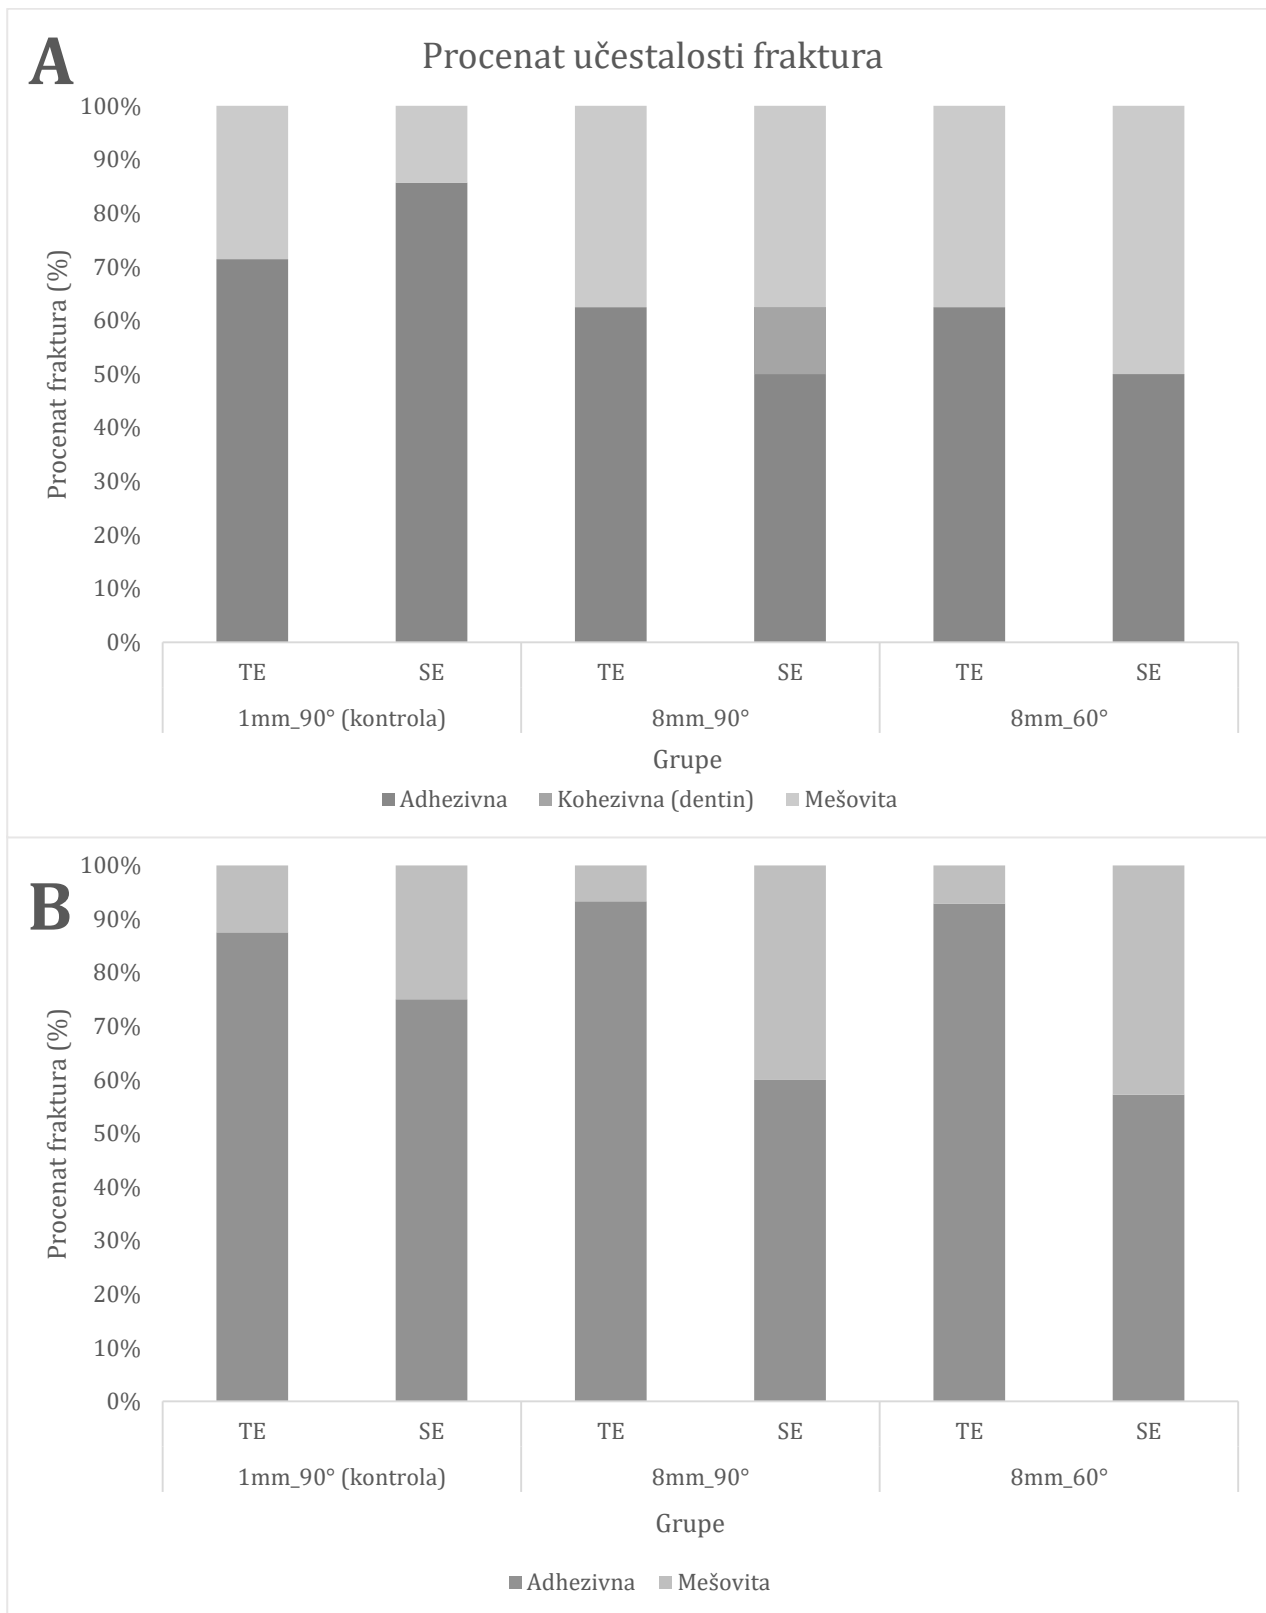 A
Procenat učestalosti fraktura
100%
90%
80%
70%
60%
50%
40%
30%
20%
10%
0%
Procenat fraktura (%)
TE SE TE SE TE SE
1mm_90° (kontrola) 8mm_90° 8mm_60°
Grupe
Adhezivna Kohezivna (dentin) Mešovita
B
100%
90%
80%
70%
60%
50%
40%
30%
20%
10%
0%
Procenat fraktura (%)
TE SE TE SE TE SE
1mm_90° (kontrola) 8mm_90° 8mm_60°
Grupe
Adhezivna Mešovita